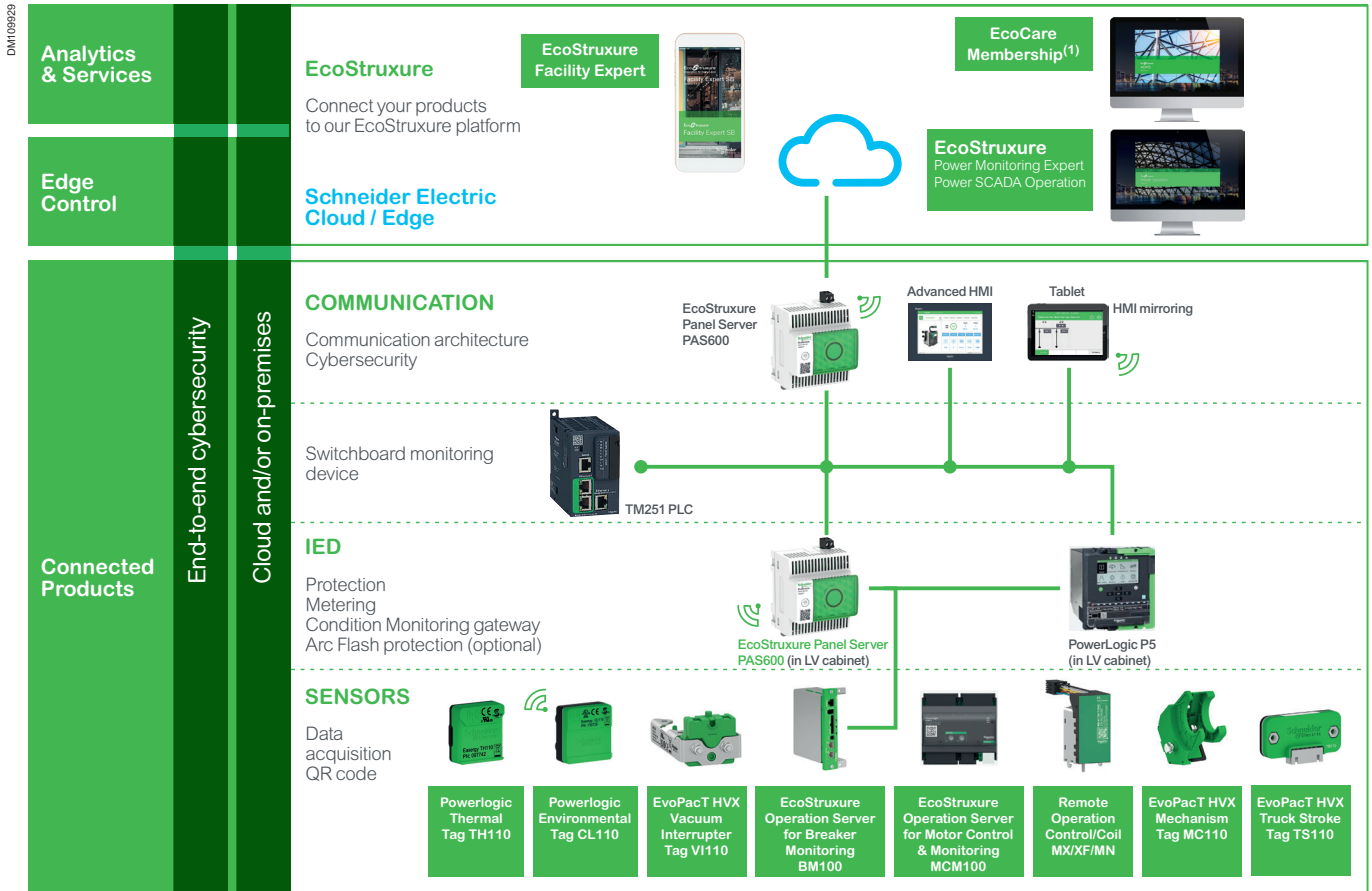 DM109929
Analytics
& Services
EcoStruxure
Connect your products
to our EcoStruxure platform
EcoStruxure
Facility Expert
Facility Expert SB
Facility Expert SB
EcoCare
Membership(1)
Edge
Control
Schneider Electric
Cloud / Edge
EcoStruxure
Power Monitoring Expert
Power SCADA Operation
Connected
Products
End-to-end cybersecurity
Cloud and/or on-premises
COMMUNICATION
Communication architecture
Cybersecurity
EcoStruxure
Panel Server
PAS600
Advanced HMI
Tablet
HMI mirroring
Switchboard monitoring
device
TM251 PLC
IED
Protection
Metering
Condition Monitoring gateway
Arc Flash protection (optional)
EcoStruxure Panel Server
PAS600 (in LV cabinet)
PowerLogic P5
(in LV cabinet)
SENSORS
Data
acquisition
QR code
Powerlogic
Thermal
Tag TH110
Powerlogic
Environmental
Tag CL110
EvoPacT HVX
Vacuum
Interrupter
Tag VI110
EcoStruxure
Operation Server
for Breaker
Monitoring
BM100
EcoStruxure
Operation Server
for Motor Control
& Monitoring
MCM100
Remote
Operation
Control/Coil
MX/XF/MN
EvoPacT HVX
Mechanism
Tag MC110
EvoPacT HVX
Truck Stroke
Tag TS110